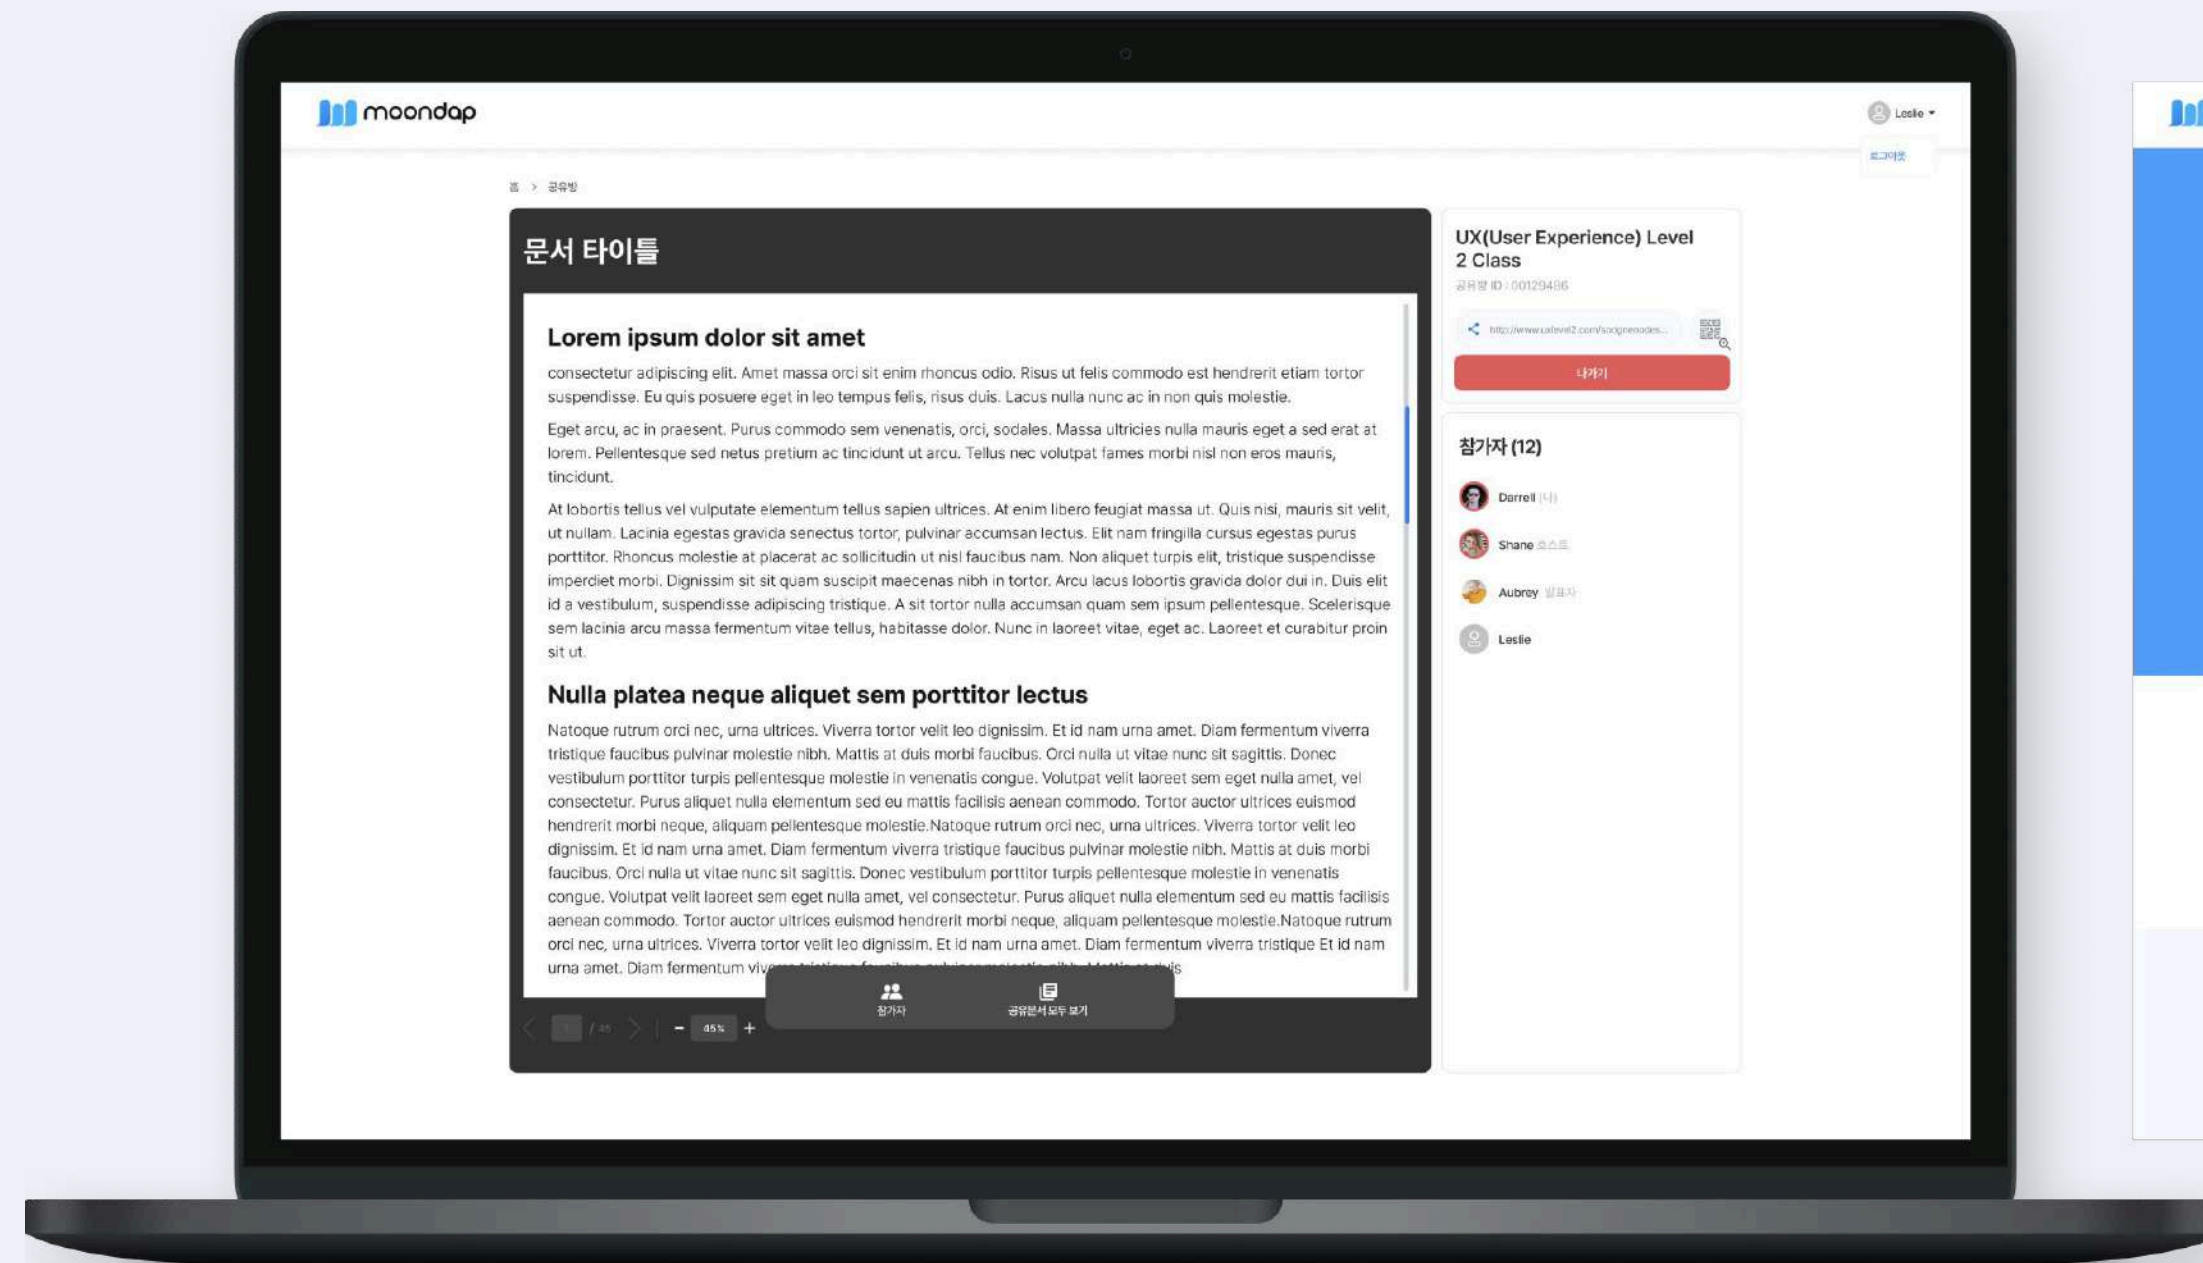 moondap
Leslie
로그아웃
홈 > 공유방
문서 타이틀
Lorem ipsum dolor sit amet
consectetur adipiscing elit. Amet massa orci sit enim rhoncus odio. Risus ut felis commodo est hendrerit etiam tortor
suspendisse. Eu quis posuere eget in leo tempus felis, risus duis. Lacus nulla nunc ac in non quis molestie.
Eget arcu, ac in praesent. Purus commodo sem venenatis, orci, sodales. Massa ultricies nulla mauris eget a sed erat at
lorem. Pellentesque sed netus pretium ac tincidunt ut arcu. Tellus nec volutpat fames morbi nisl non eros mauris,
tincidunt.
At lobortis tellus vel vulputate elementum tellus sapien ultrices. At enim libero feugiat massa ut. Quis nisi, mauris sit velit,
ut nullam. Lacinia egestas gravida senectus tortor, pulvinar accumsan lectus. Elit nam fringilla cursus egestas purus
porttitor. Rhoncus molestie at placerat ac sollicitudin ut nisl faucibus nam. Non aliquet turpis elit, tristique suspendisse
imperdiet morbi. Dignissim sit sit quam suscipit maecenas nibh in tortor. Arcu lacus lobortis gravida dolor dui in. Duis elit
id a vestibulum, suspendisse adipiscing tristique. A sit tortor nulla accumsan quam sem ipsum pellentesque. Scelerisque
sem lacinia arcu massa fermentum vitae tellus, habitasse dolor. Nunc in laoreet vitae, eget ac. Laoreet et curabitur proin
sit ut.
Nulla platea neque aliquet sem porttitor lectus
Natoque rutrum orci nec, urna ultrices. Viverra tortor velit leo dignissim. Et id nam urna amet. Diam fermentum viverra
tristique faucibus pulvinar molestie nibh. Mattis at duis morbi faucibus. Orci nulla ut vitae nunc sit sagittis. Donec
vestibulum porttitor turpis pellentesque molestie in venenatis congue. Volutpat velit laoreet sem eget nulla amet, vel
consectetur. Purus aliquet nulla elementum sed eu mattis facilisis aenean commodo. Tortor auctor ultrices euismod
hendrerit morbi neque, aliquam pellentesque molestie.Natoque rutrum orci nec, urna ultrices. Viverra tortor velit leo
dignissim. Et id nam urna amet. Diam fermentum viverra tristique faucibus pulvinar molestie nibh. Mattis at duis morbi
faucibus. Orci nulla ut vitae nunc sit sagittis. Donec vestibulum porttitor turpis pellentesque molestie in venenatis
congue. Volutpat velit laoreet sem eget nulla amet, vel consectetur. Purus aliquet nulla elementum sed eu mattis facilisis
aenean commodo. Tortor auctor ultrices euismod hendrerit morbi neque, aliquam pellentesque molestie.Natoque rutrum
orci nec, urna ultrices. Viverra tortor velit leo dignissim. Et id nam urna amet. Diam fermentum viverra tristique Et id nam
urna amet. Diam fermentum
참가자
공유문서 모두 보기
1 / 45
- 45% +
UX(User Experience) Level
2 Class
공유방 ID : 00129486
나가기
참가자 (12)
Darrell (나)
Shane 호스트
Aubrey 발표자
Leslie